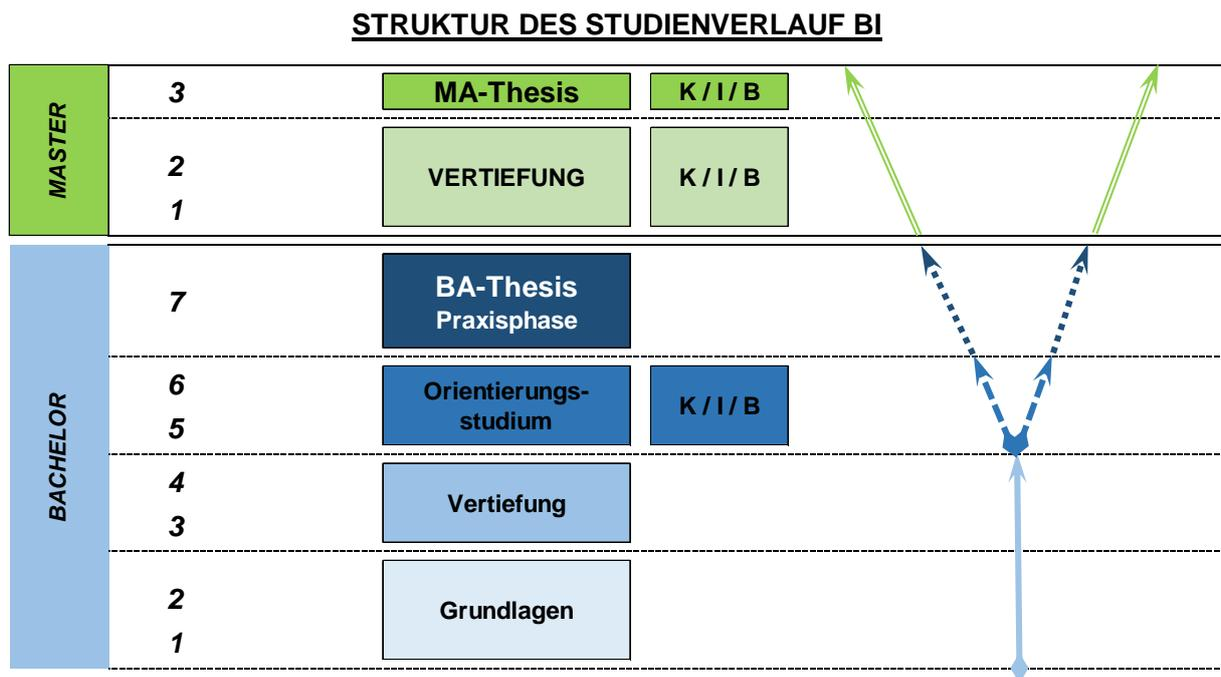 STRUKTUR DES STUDIENVERLAUF BI
MASTER
3
MA-Thesis
K / I / B
2
1
VERTIEFUNG
K / I / B
BACHELOR
7
BA-Thesis
Praxisphase
6
5
Orientierungs-
studium
K / I / B
4
3
Vertiefung
2
1
Grundlagen